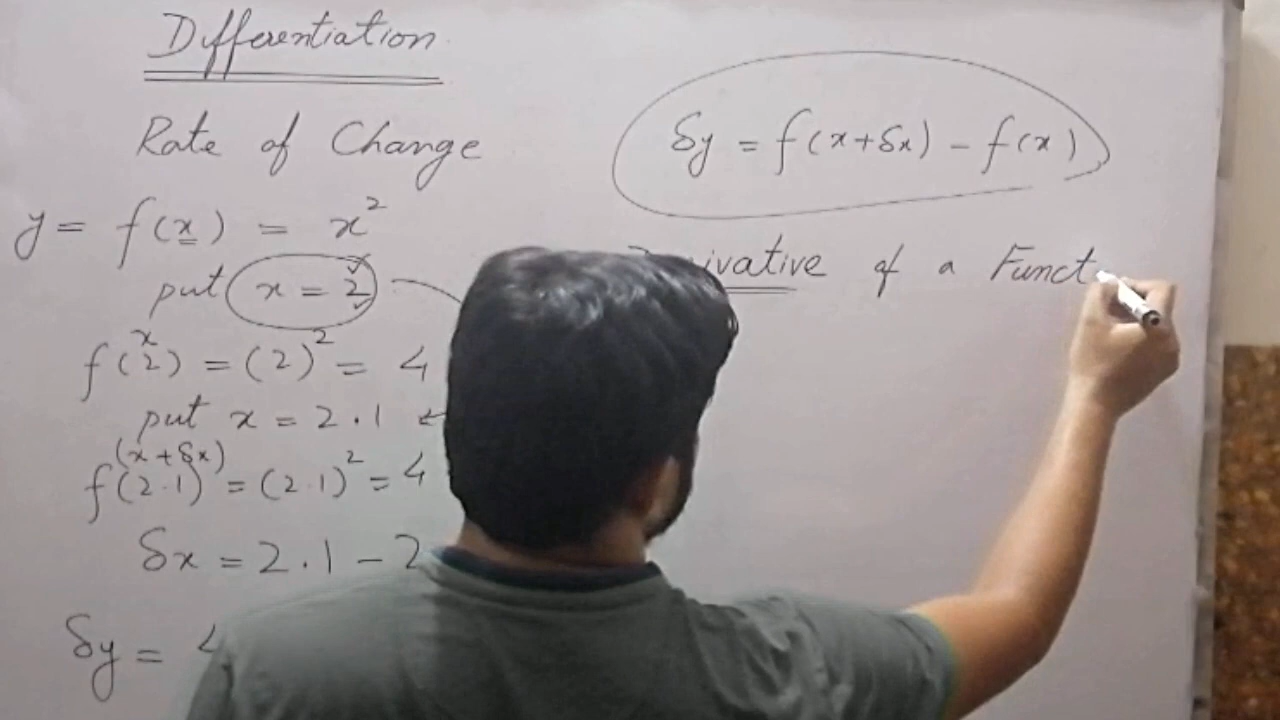 Differentiation
Rate of Change
y = f(x) = x²
put x = 2
x
f(2) = (2)² = 4
put x = 2.1
(x + δx)
f(2.1) = (2.1)² = 4
δx = 2.1 - 2
δy =
δy = f(x+δx) - f(x)
of a Funct